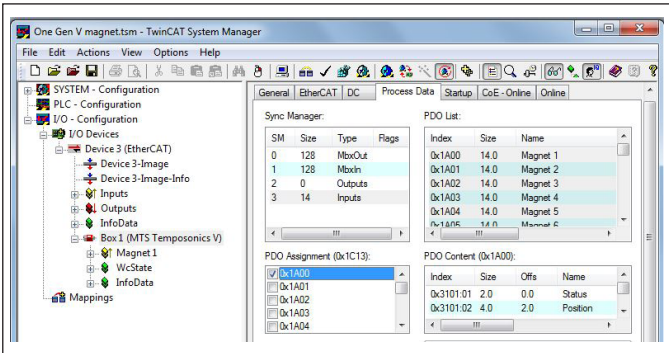 One Gen V magnet.tsm - TwinCAT System Manager
File Edit Actions View Options Help
SYSTEM - Configuration
PLC - Configuration
I/O - Configuration
I/O Devices
Device 3 (EtherCAT)
Device 3-Image
Device 3-Image-Info
Inputs
Outputs
InfoData
Box 1 (MTS Temposonics V)
Magnet 1
WcState
InfoData
Mappings
General EtherCAT DC Process Data Startup CoE - Online Online
Sync Manager:
SM Size Type Flags
0 128 MbxOut
1 128 MbxIn
2 0 Outputs
3 14 Inputs
PDO List:
Index Size Name
0x1A00 14.0 Magnet 1
0x1A01 14.0 Magnet 2
0x1A02 14.0 Magnet 3
0x1A03 14.0 Magnet 4
0x1A04 14.0 Magnet 5
0x1A05 14.0 Magnet 6
PDO Assignment (0x1C13):
0x1A00
0x1A01
0x1A02
0x1A03
0x1A04
PDO Content (0x1A00):
Index Size Offs Name
0x3101:01 2.0 0.0 Status
0x3101:02 4.0 2.0 Position